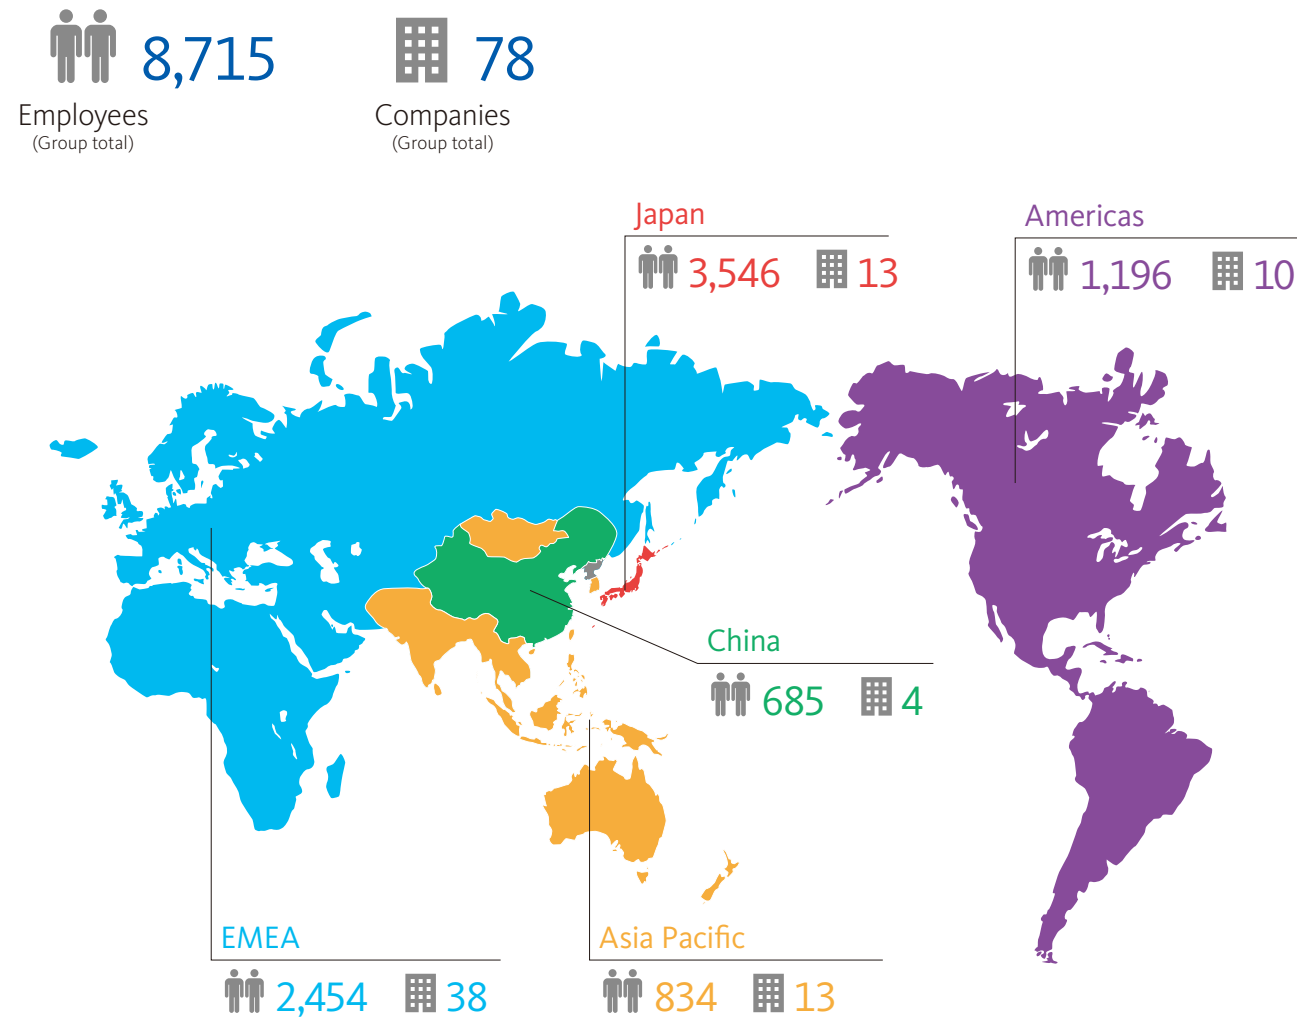 8,715
Employees
(Group total)
78
Companies
(Group total)
Japan
3,546 13
Americas
1,196 10
China
685 4
EMEA
2,454 38
Asia Pacific
834 13